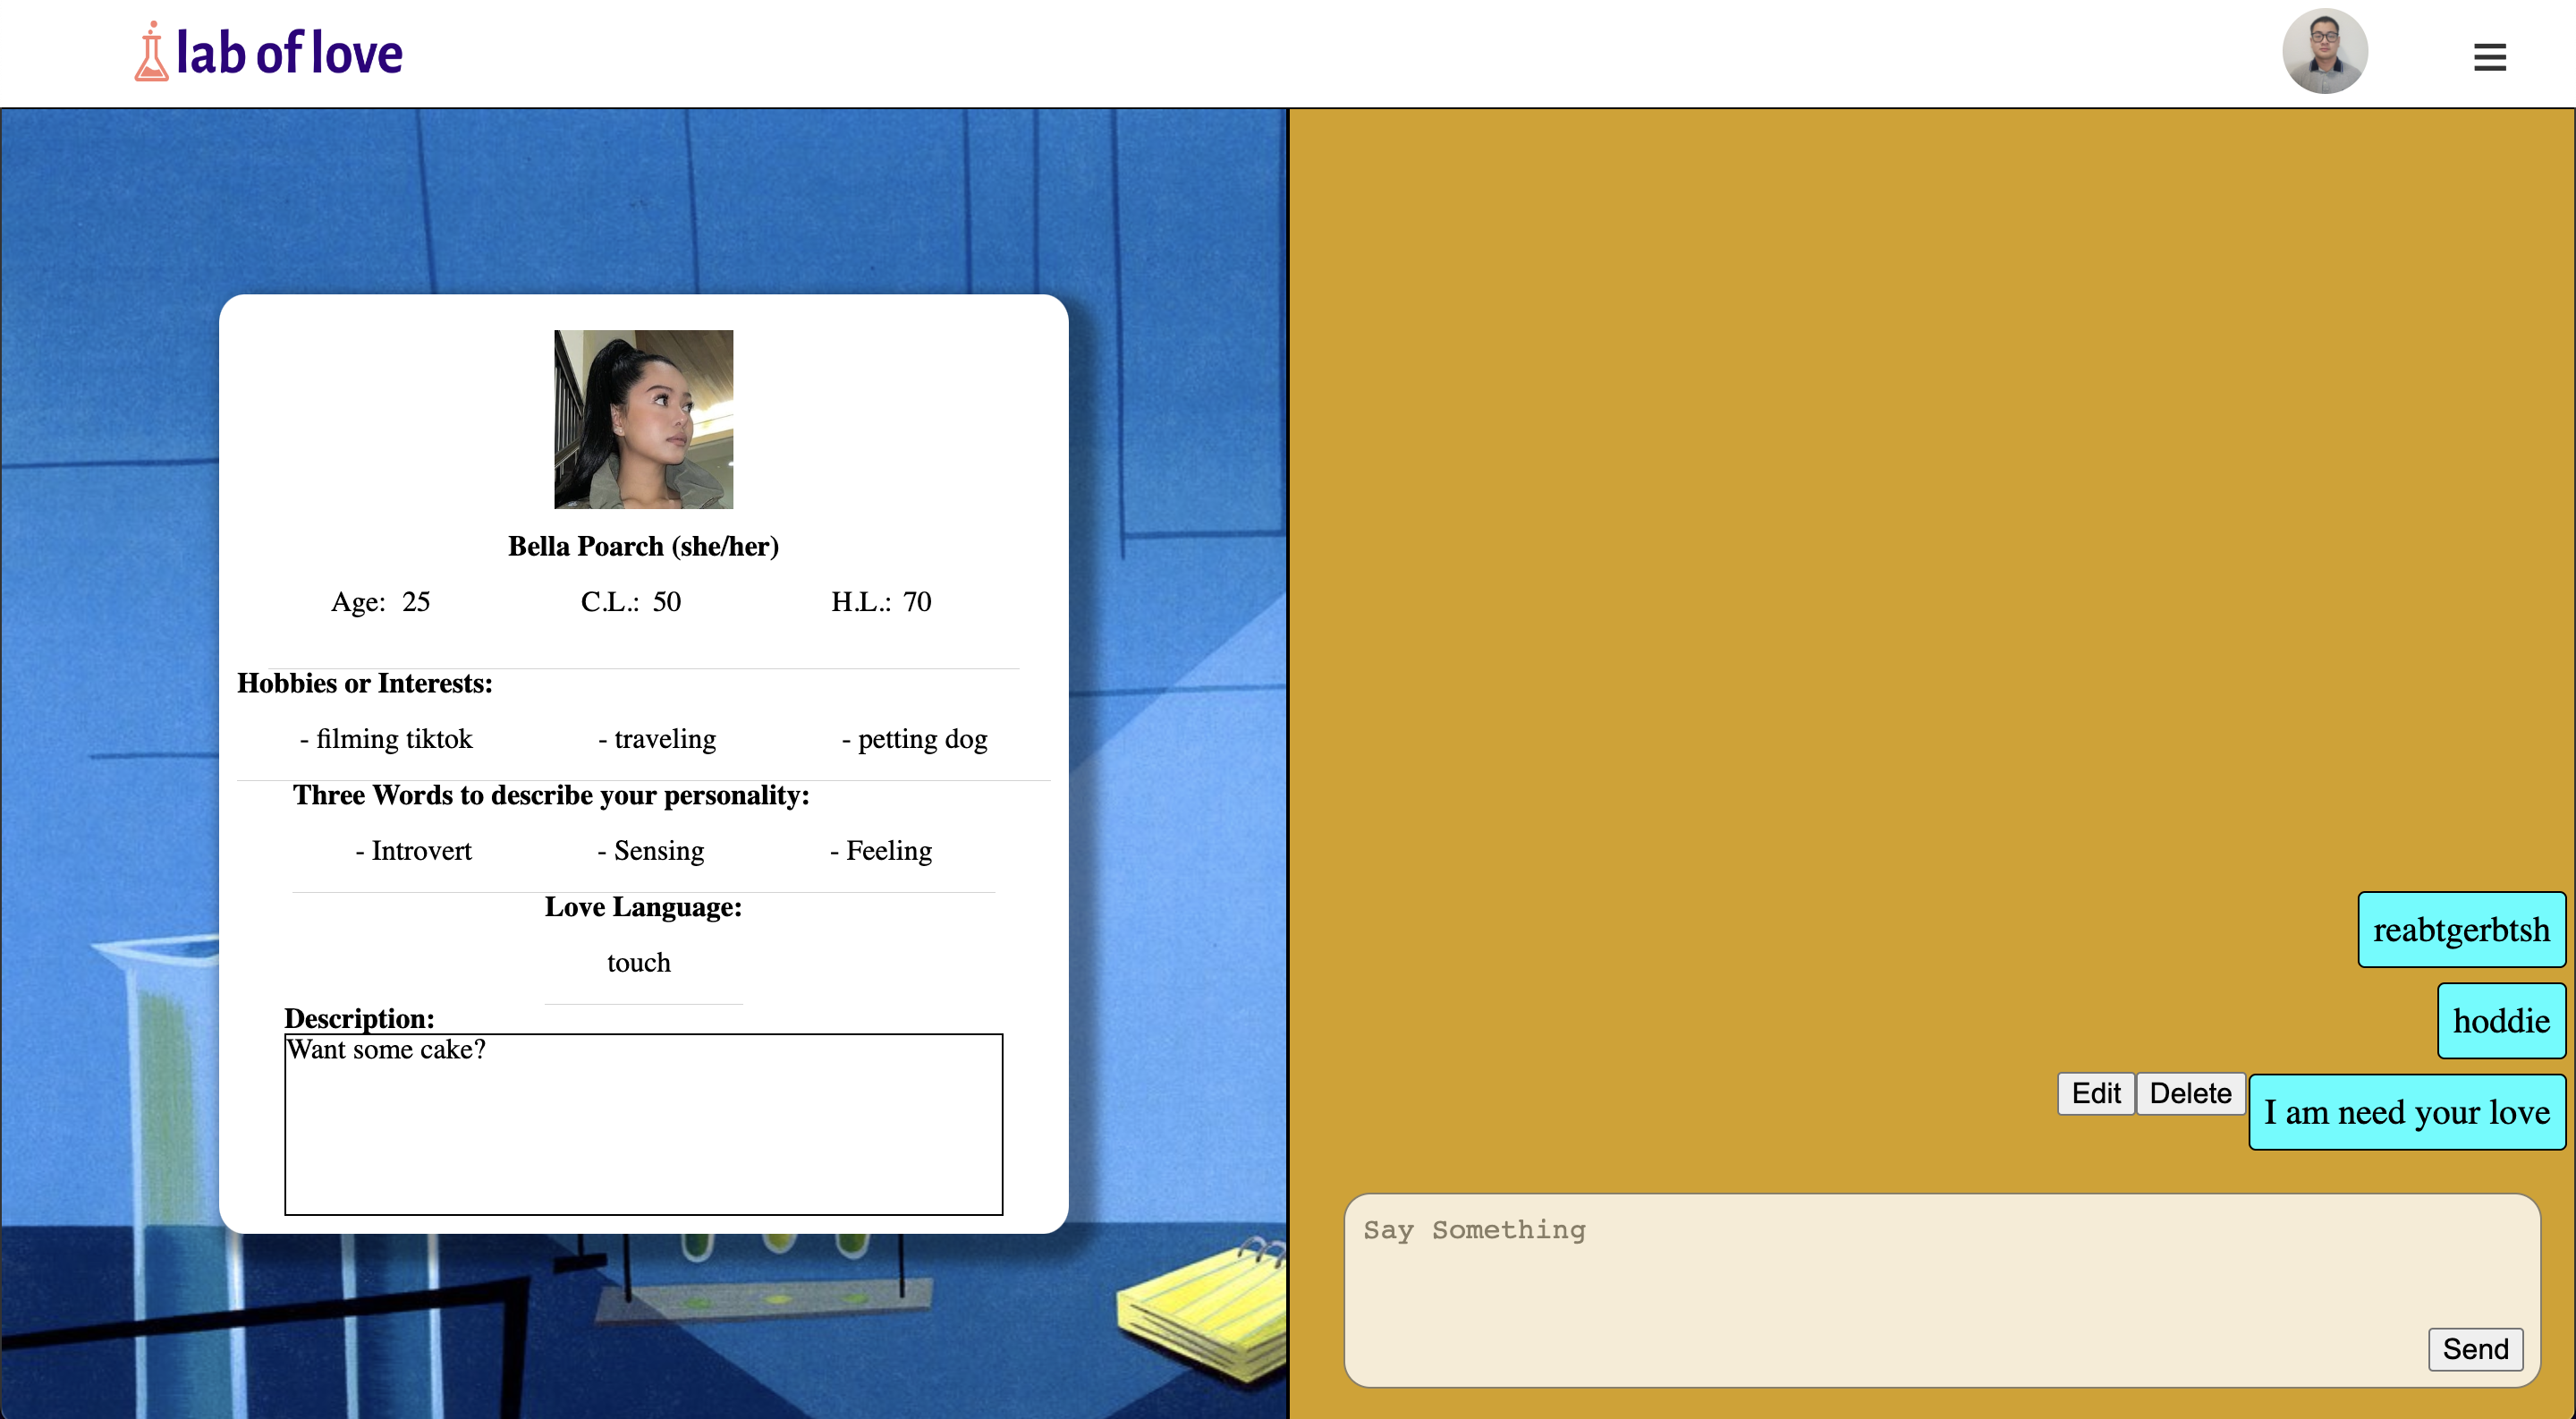 lab of love
Bella Poarch (she/her)
Age: 25 C.L.: 50 H.L.: 70
Hobbies or Interests:
- filming tiktok - traveling - petting dog
Three Words to describe your personality:
- Introvert - Sensing - Feeling
Love Language:
touch
Description:
Want some cake?
reabtgerbtsh
hoddie
Edit Delete I am need your love
Say Something
Send